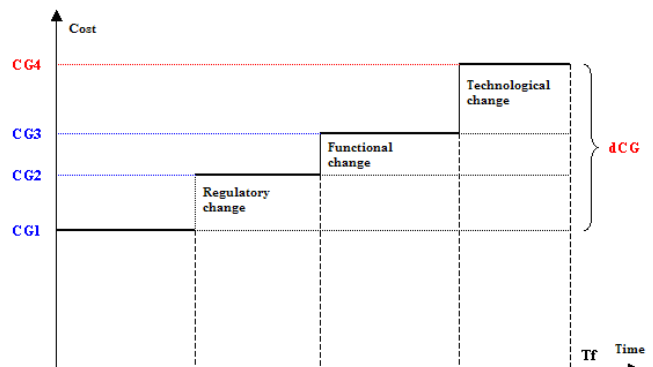 Cost
CG4
Technological
change
CG3
Functional
change
dCG
CG2
Regulatory
change
CG1
Tf
Time